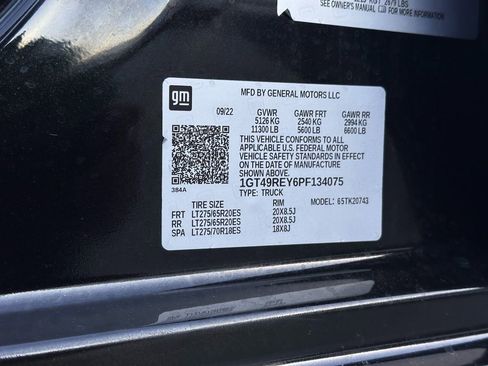 2679 LBS
SEE OWNER'S MANUAL
gm
MFD BY GENERAL MOTORS LLC
09/22 GVWR GAWR FRT GAWR RR
5126 KG 2540 KG 2994 KG
11300 LB 5600 LB 6600 LB
THIS VEHICLE CONFORMS TO ALL
APPLICABLE U.S. FEDERAL MOTOR
VEHICLE SAFETY STANDARDS IN EFFECT
ON THE DATE OF MANUFACTURE
SHOWN ABOVE.
384A
1GT49REY6PF134075
TYPE: TRUCK
MODEL: 65TK20743
TIRE SIZE RIM
FRT LT275/65R20ES 20X8.5J
RR LT275/65R20ES 20X8.5J
SPA LT275/70R18ES 18X8J